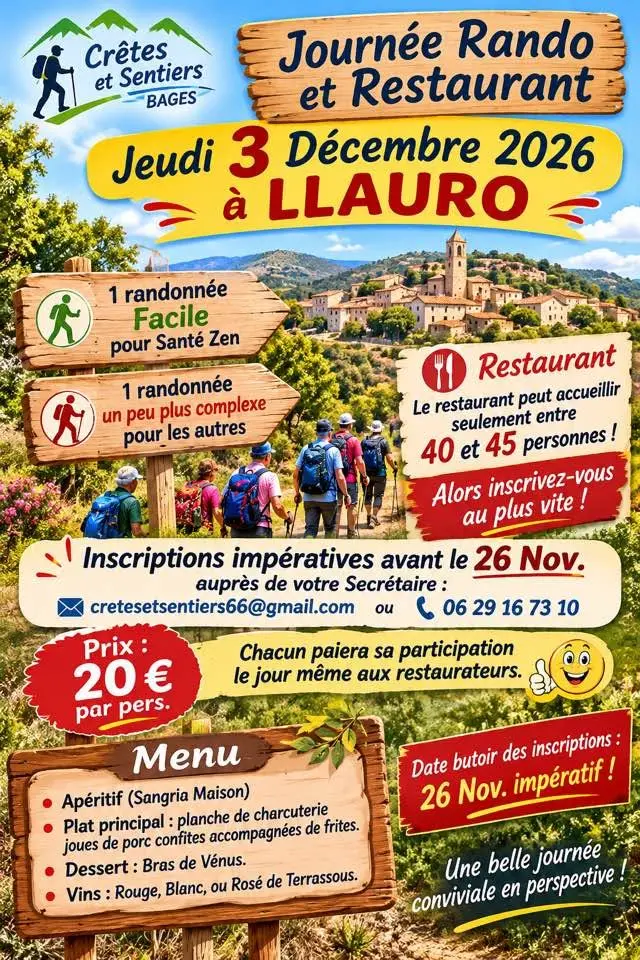 Crêtes
et Sentiers
BAGES
Journée Rando
et Restaurant
Jeudi 3 Décembre 2026
à LLAURO
1 randonnée
Facile
pour Santé Zen
1 randonnée
un peu plus complexe
pour les autres
Restaurant
Le restaurant peut accueillir
seulement entre
40 et 45 personnes !
Alors inscrivez-vous
au plus vite !
Inscriptions impératives avant le 26 Nov.
auprès de votre Secrétaire :
cretesetsentiers66@gmail.com ou 06 29 16 73 10
Prix :
20 €
par pers.
Chacun paiera sa participation
le jour même aux restaurateurs.
Menu
• Apéritif (Sangria Maison)
• Plat principal : planche de charcuterie
joues de porc confites accompagnées de frites.
• Dessert : Bras de Vénus.
• Vins : Rouge, Blanc, ou Rosé de Terrassous.
Date butoir des inscriptions :
26 Nov. impératif !
Une belle journée
conviviale en perspective !